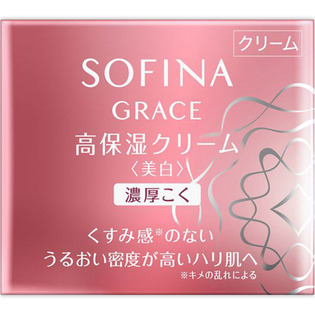 クリーム
SOFINA
GRACE
高保湿クリーム
〈美白〉
濃厚こく
くすみ感※のない
うるおい密度が高いハリ肌へ
※キメの乱れによる